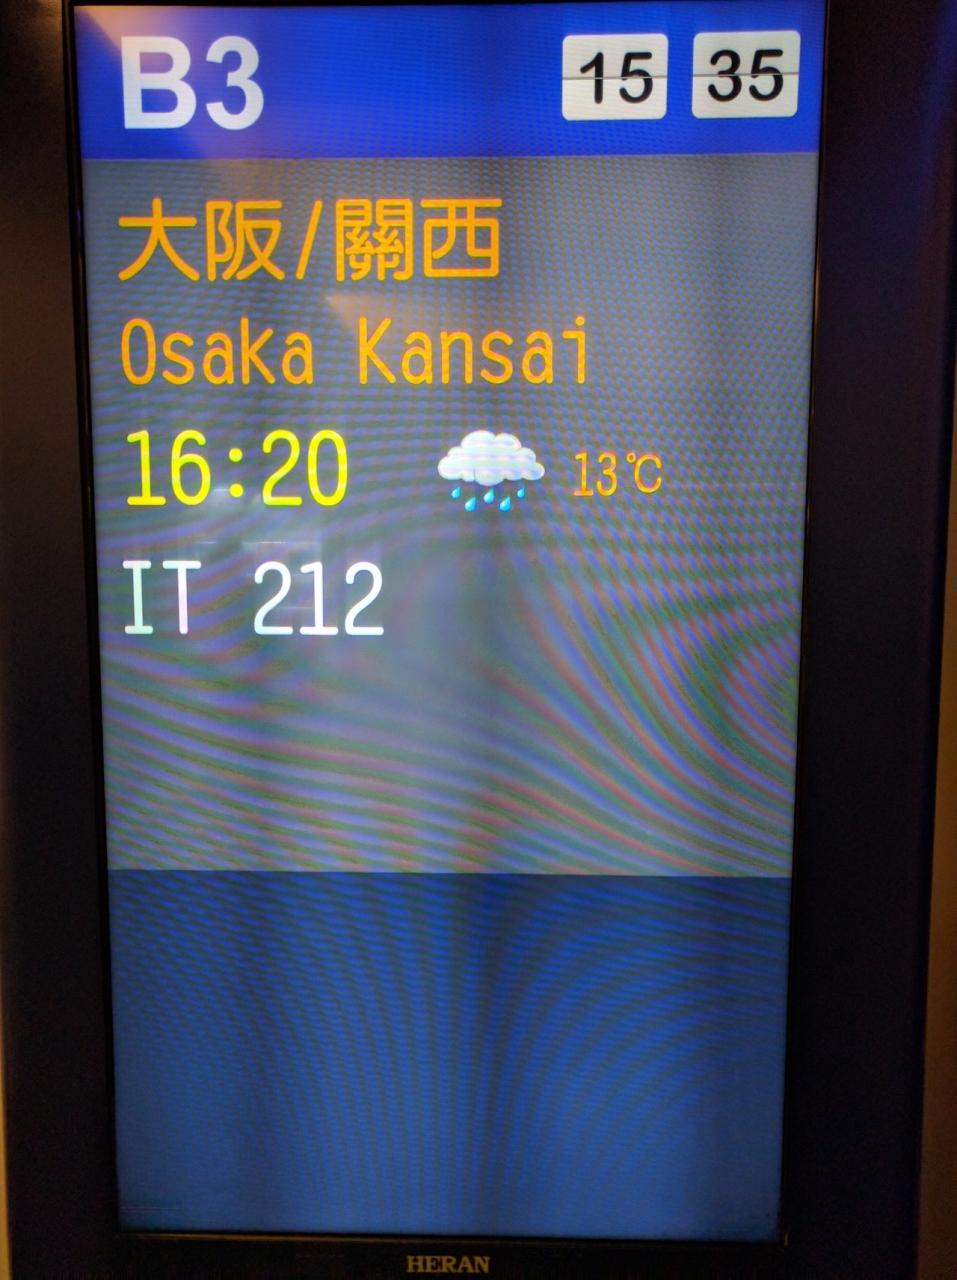 B3 15 35
大阪/關西
Osaka Kansai
16:20 13℃
IT 212
HERAN